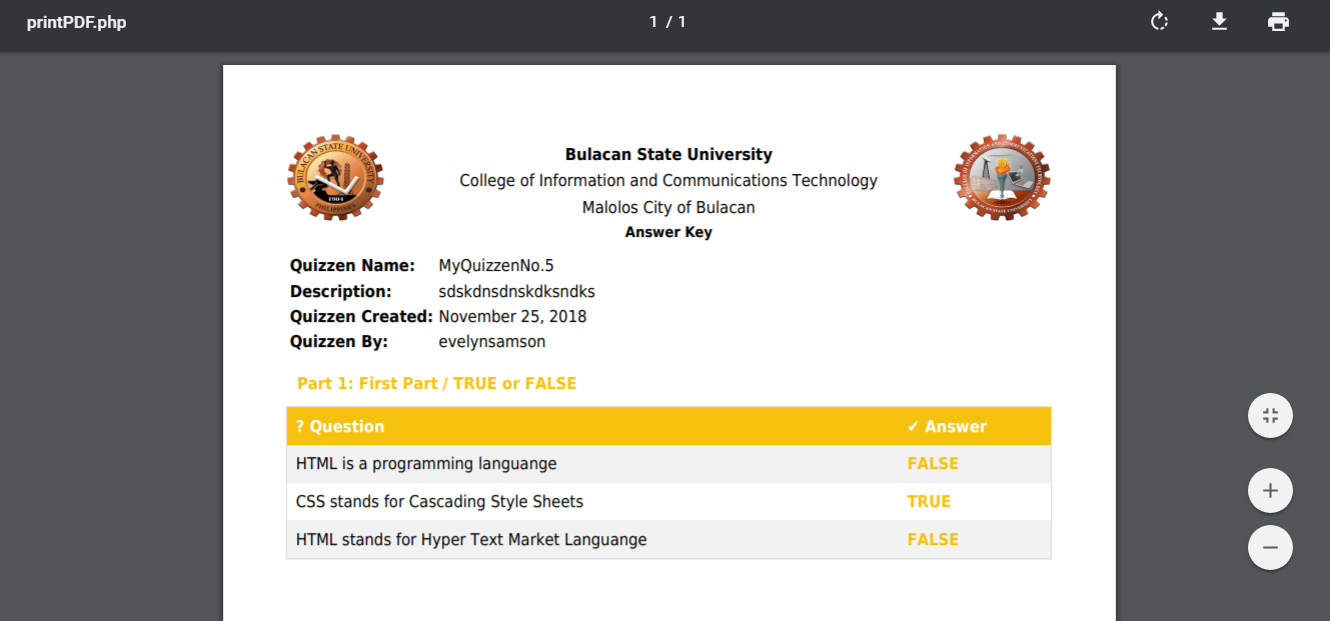 printPDF.php
1 / 1
BULACAN STATE UNIVERSITY
1904
PHILIPPINES
Bulacan State University
College of Information and Communications Technology
Malolos City of Bulacan
Answer Key
Quizzen Name: MyQuizzenNo.5
Description: sdskdnsdnskdksndks
Quizzen Created: November 25, 2018
Quizzen By: evelynsamson
Part 1: First Part / TRUE or FALSE
? Question ✓ Answer
HTML is a programming languange FALSE
CSS stands for Cascading Style Sheets TRUE
HTML stands for Hyper Text Market Languange FALSE